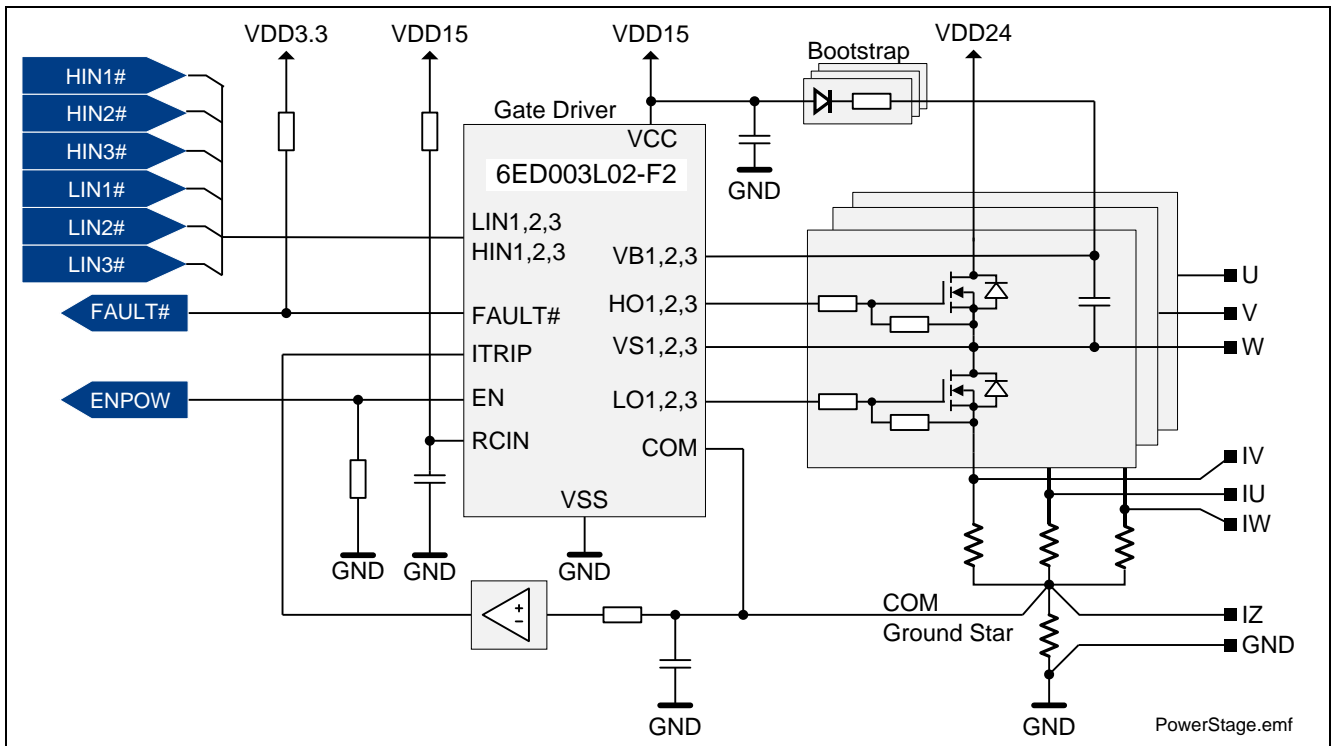 VDD3.3
VDD15
VDD15
VDD24
Bootstrap
HIN1#
HIN2#
HIN3#
LIN1#
LIN2#
LIN3#
FAULT#
ENPOW
Gate Driver
VCC
6ED003L02-F2
GND
LIN1,2,3
HIN1,2,3
FAULT#
ITRIP
EN
RCIN
VB1,2,3
HO1,2,3
VS1,2,3
LO1,2,3
COM
VSS
U
V
W
IV
IU
IW
GND
GND
GND
COM
Ground Star
IZ
GND
GND
GND
PowerStage.emf